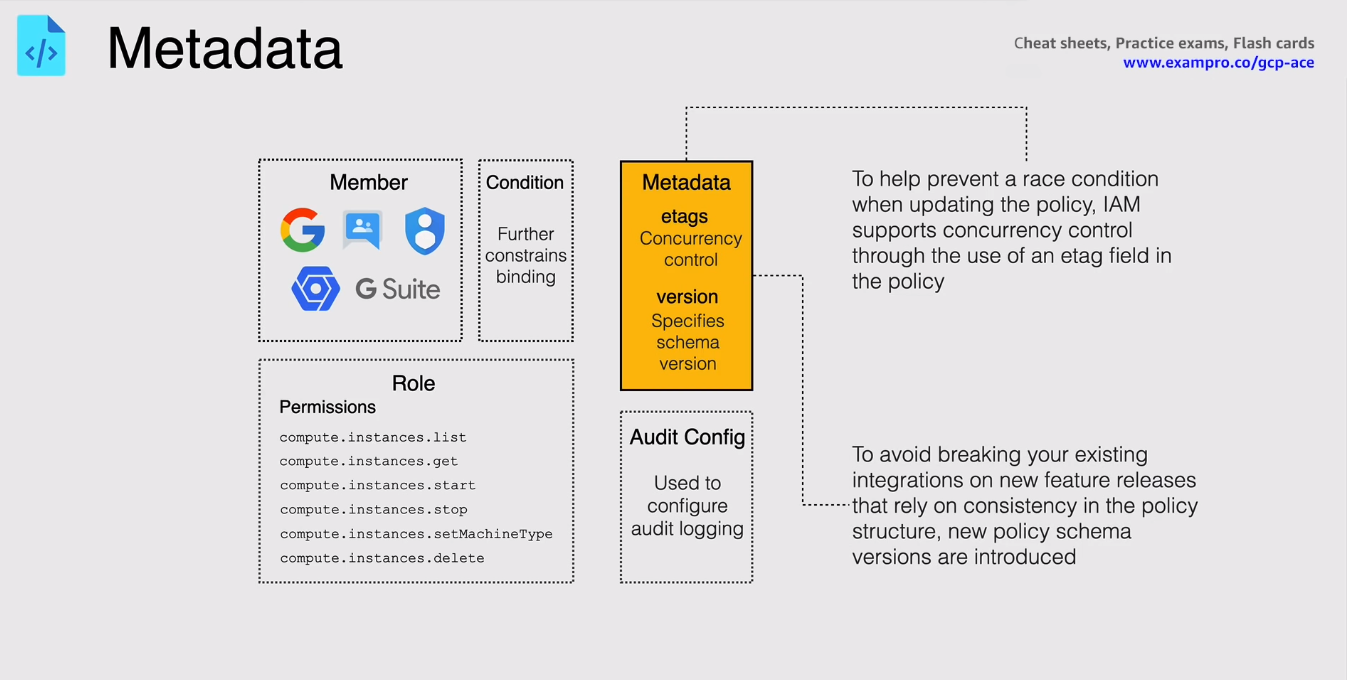 Metadata
Cheat sheets, Practice exams, Flash cards
www.exampro.co/gcp-ace
Member
G Suite
Condition
Further
constrains
binding
Role
Permissions
compute.instances.list
compute.instances.get
compute.instances.start
compute.instances.stop
compute.instances.setMachineType
compute.instances.delete
Metadata
etags
Concurrency
control
version
Specifies
schema
version
Audit Config
Used to
configure
audit logging
To help prevent a race condition
when updating the policy, IAM
supports concurrency control
through the use of an etag field in
the policy
To avoid breaking your existing
integrations on new feature releases
that rely on consistency in the policy
structure, new policy schema
versions are introduced